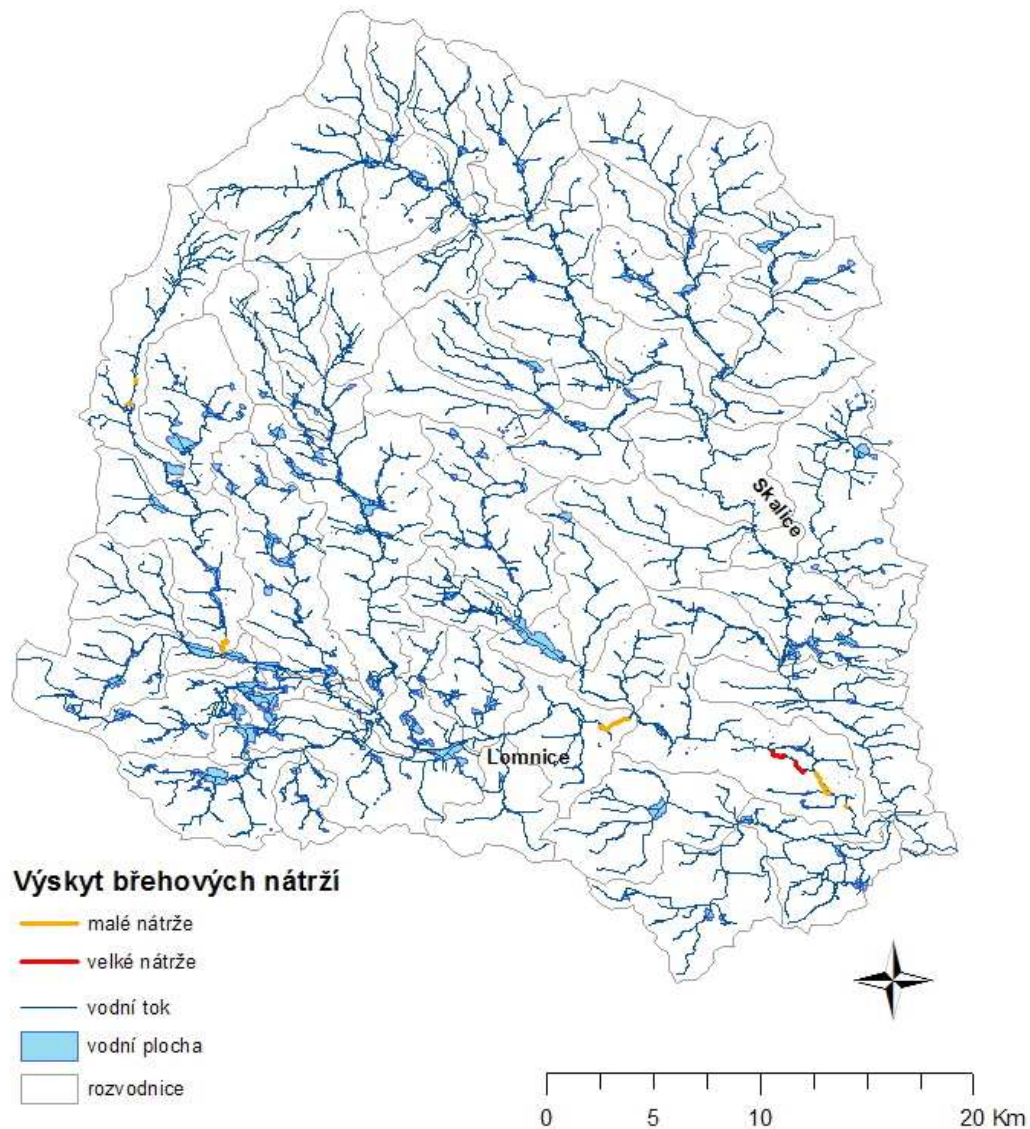 Skalice
Lomnice
Výskyt břehových nátrží
malé nátrže
velké nátrže
vodní tok
vodní plocha
rozvodnice
0 5 10 20 Km